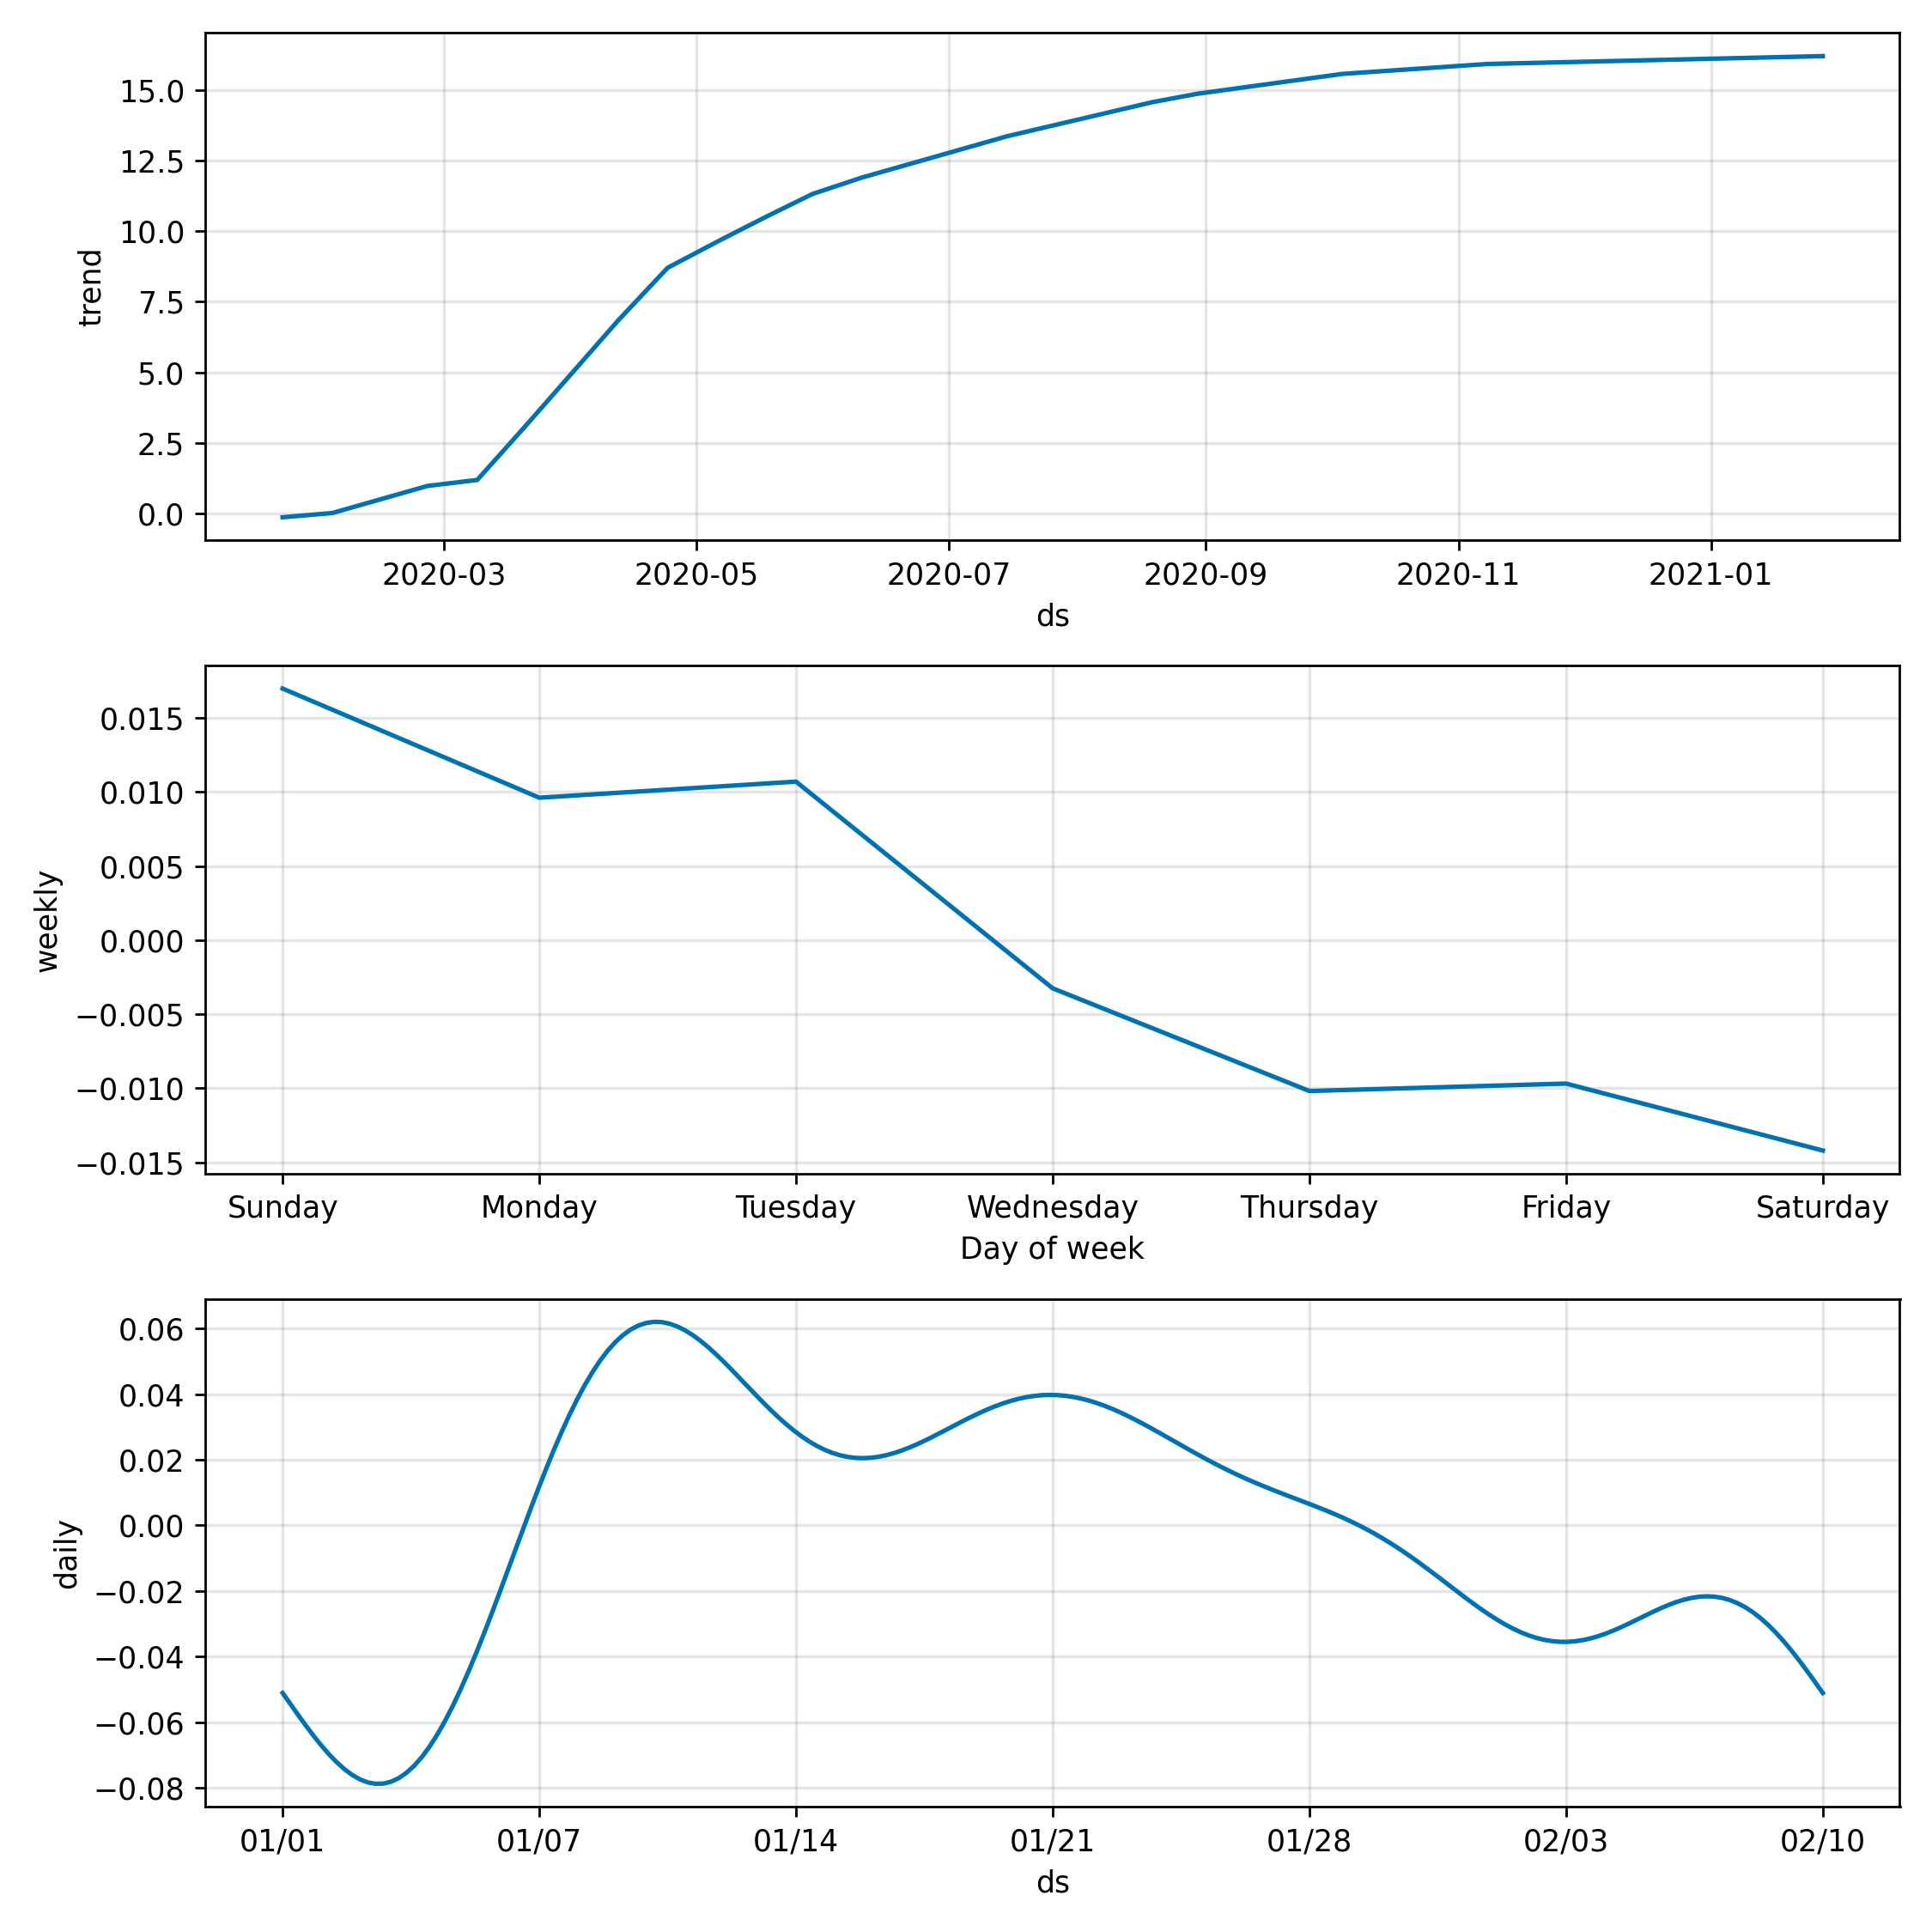 trend
15.0
12.5
10.0
7.5
5.0
2.5
0.0
2020-03 2020-05 2020-07 2020-09 2020-11 2021-01
ds
weekly
0.015
0.010
0.005
0.000
−0.005
−0.010
−0.015
Sunday Monday Tuesday Wednesday Thursday Friday Saturday
Day of week
daily
0.06
0.04
0.02
0.00
−0.02
−0.04
−0.06
−0.08
01/01 01/07 01/14 01/21 01/28 02/03 02/10
ds